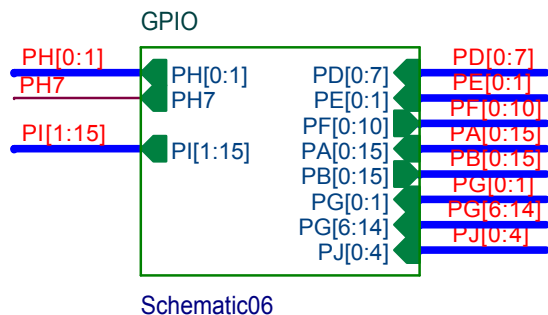 GPIO
PH[0:1]
PH7
PI[1:15]
PH[0:1]
PH7
PI[1:15]
PD[0:7]
PE[0:1]
PF[0:10]
PA[0:15]
PB[0:15]
PG[0:1]
PG[6:14]
PJ[0:4]
PD[0:7]
PE[0:1]
PF[0:10]
PA[0:15]
PB[0:15]
PG[0:1]
PG[6:14]
PJ[0:4]
Schematic06